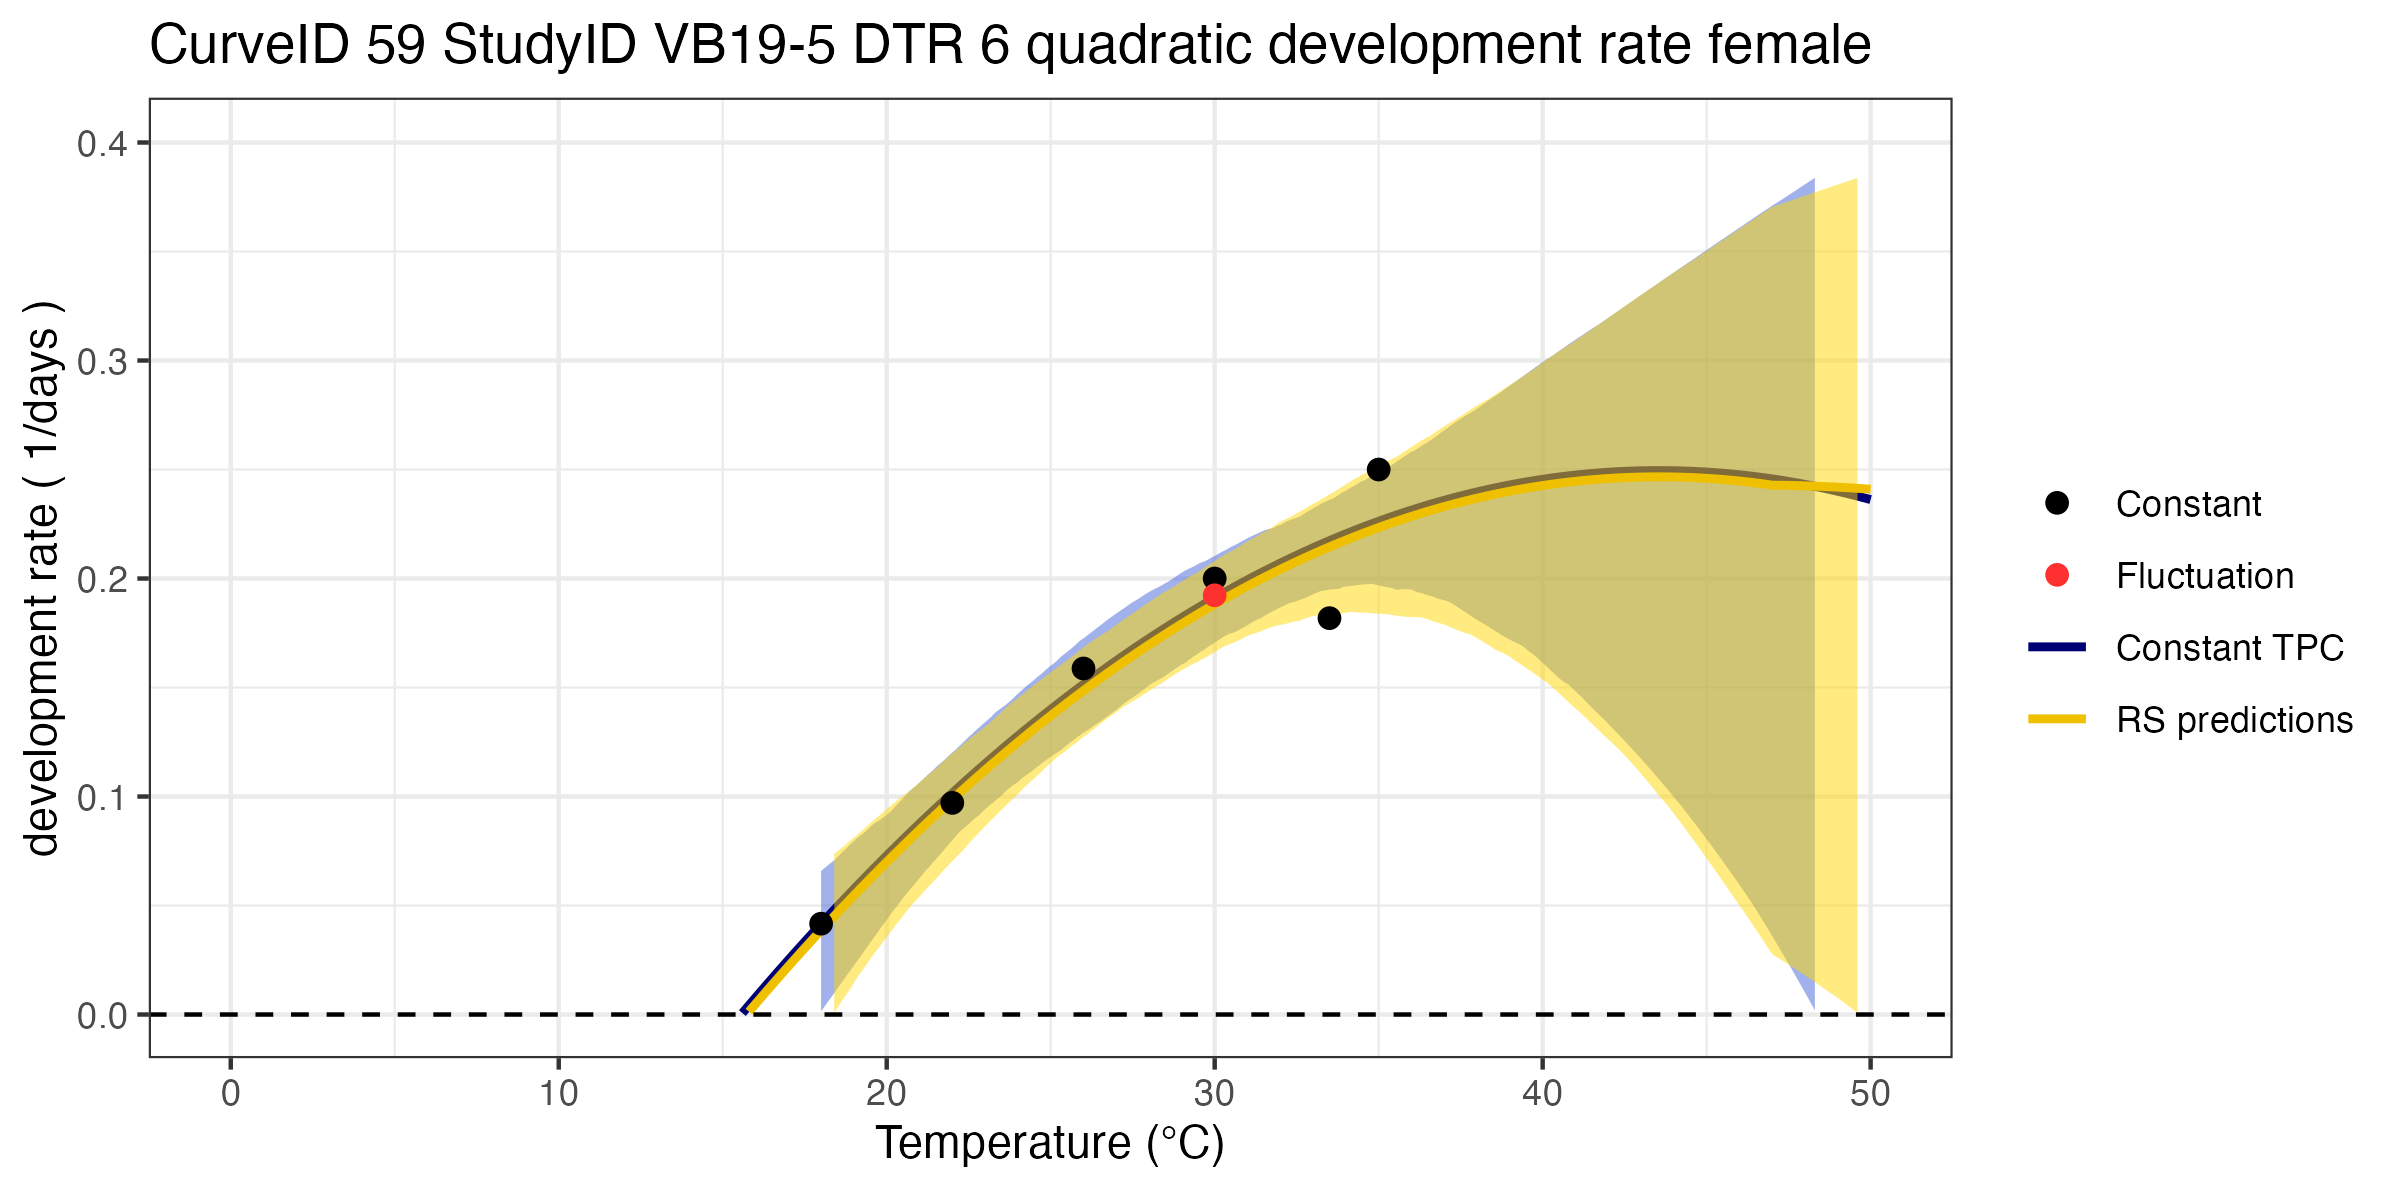 CurveID 59 StudyID VB19-5 DTR 6 quadratic development rate female
development rate ( 1/days )
0.4
0.3
0.2
0.1
0.0
0 10 20 30 40 50
Temperature (°C)
Constant
Fluctuation
Constant TPC
RS predictions